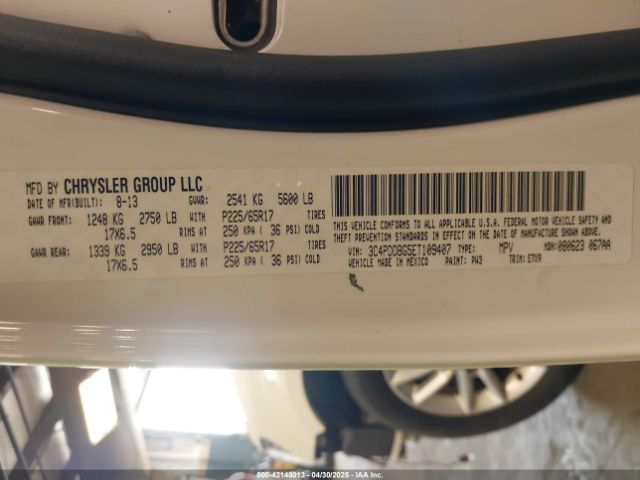 MFD BY CHRYSLER GROUP LLC
DATE OF MFR(BUILT): 8-13 GVWR: 2541 KG 5600 LB
GAWR FRONT: 1248 KG 2750 LB WITH P225/65R17 TIRES
17X6.5 RIMS AT 250 KPA ( 36 PSI) COLD
GAWR REAR: 1339 KG 2950 LB WITH P225/65R17 TIRES
17X6.5 RIMS AT 250 KPA ( 36 PSI) COLD
THIS VEHICLE CONFORMS TO ALL APPLICABLE U.S.A. FEDERAL MOTOR VEHICLE SAFETY AND
THEFT PREVENTION STANDARDS IN EFFECT ON THE DATE OF MANUFACTURE SHOWN ABOVE.
VIN: 3C4PDDBG5ET109407 TYPE: MPV MDH: 080623 067AA
VEHICLE MADE IN MEXICO PAINT: PW3 TRIM: E7X9
000-42148013 - 04/30/2025 - IAA, Inc.